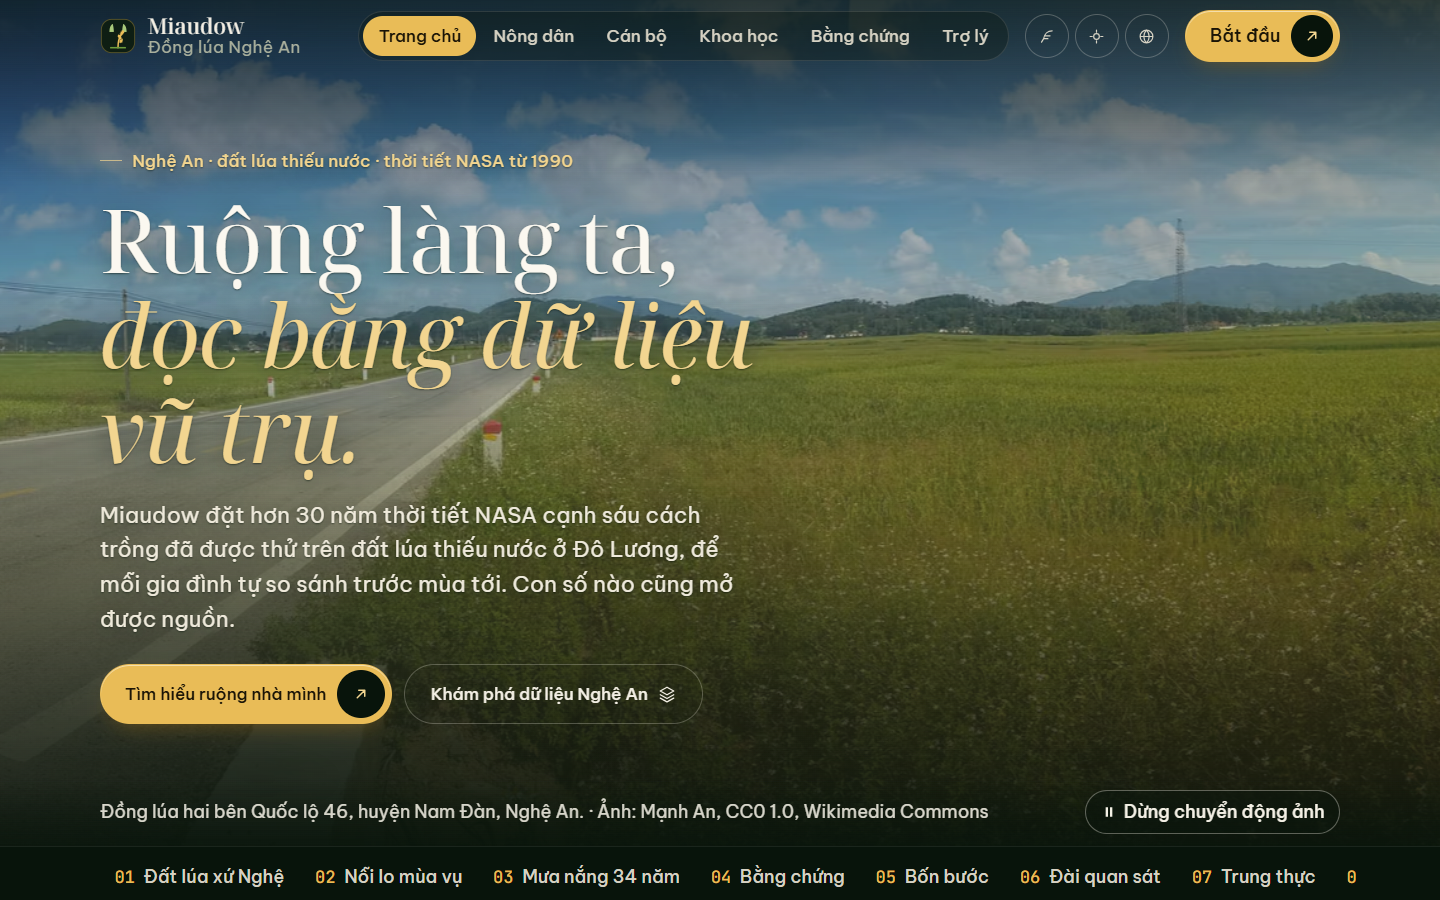 Miaudow
Đồng lúa Nghệ An
Trang chủ
Nông dân
Cán bộ
Khoa học
Bằng chứng
Trợ lý
Bắt đầu
Nghệ An · đất lúa thiếu nước · thời tiết NASA từ 1990
Ruộng làng ta,
đọc bằng dữ liệu
vũ trụ.
Miaudow đặt hơn 30 năm thời tiết NASA cạnh sáu cách
trồng đã được thử trên đất lúa thiếu nước ở Đô Lương, để
mỗi gia đình tự so sánh trước mùa tới. Con số nào cũng mở
được nguồn.
Tìm hiểu ruộng nhà mình
Khám phá dữ liệu Nghệ An
Đồng lúa hai bên Quốc lộ 46, huyện Nam Đàn, Nghệ An. · Ảnh: Mạnh An, CC0 1.0, Wikimedia Commons
Dừng chuyển động ảnh
01 Đất lúa xứ Nghệ
02 Nỗi lo mùa vụ
03 Mưa nắng 34 năm
04 Bằng chứng
05 Bốn bước
06 Đài quan sát
07 Trung thực
0